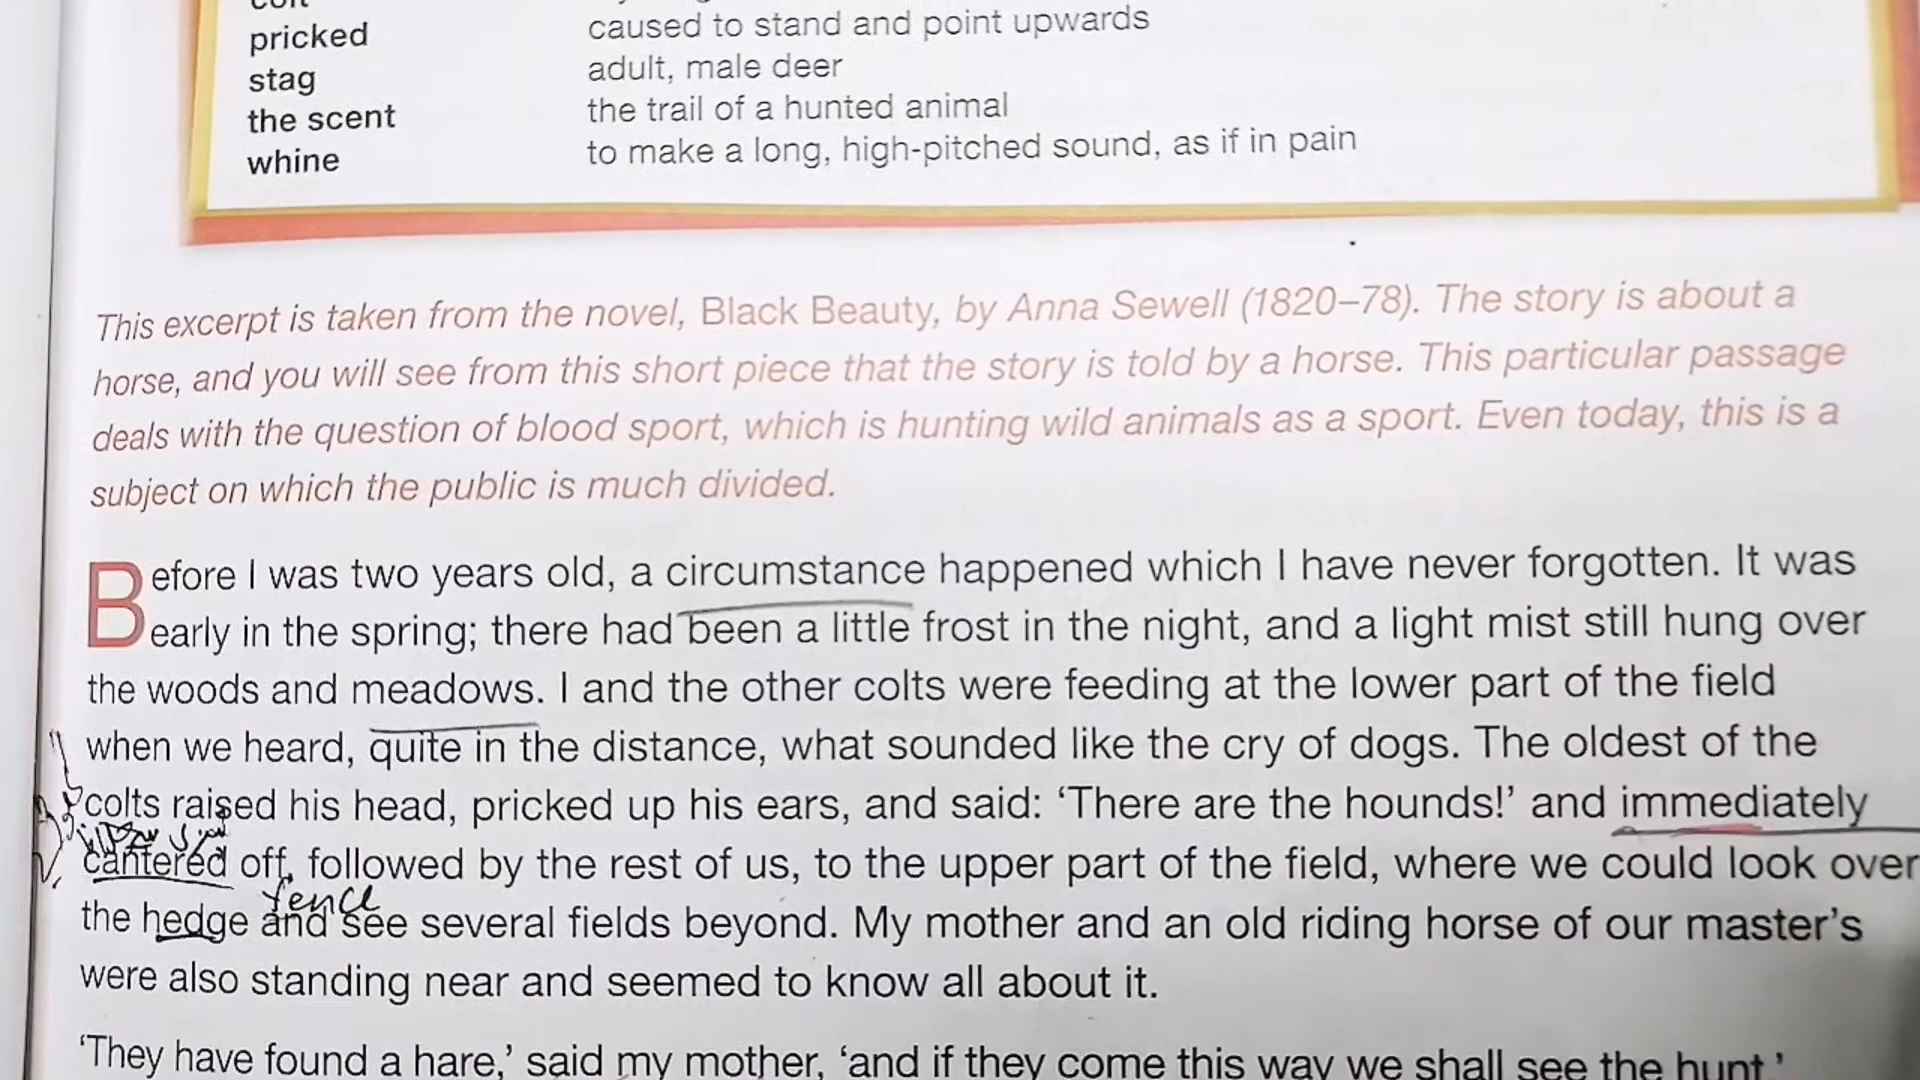 pricked caused to stand and point upwards
stag adult, male deer
the scent the trail of a hunted animal
whine to make a long, high-pitched sound, as if in pain
This excerpt is taken from the novel, Black Beauty, by Anna Sewell (1820–78). The story is about a
horse, and you will see from this short piece that the story is told by a horse. This particular passage
deals with the question of blood sport, which is hunting wild animals as a sport. Even today, this is a
subject on which the public is much divided.
Before I was two years old, a circumstance happened which I have never forgotten. It was
early in the spring; there had been a little frost in the night, and a light mist still hung over
the woods and meadows. I and the other colts were feeding at the lower part of the field
when we heard, quite in the distance, what sounded like the cry of dogs. The oldest of the
colts raised his head, pricked up his ears, and said: ‘There are the hounds!’ and immediately
cantered off, followed by the rest of us, to the upper part of the field, where we could look over
fence
the hedge and see several fields beyond. My mother and an old riding horse of our master’s
were also standing near and seemed to know all about it.
‘They have found a hare,’ said my mother, ‘and if they come this way we shall see the hunt.’